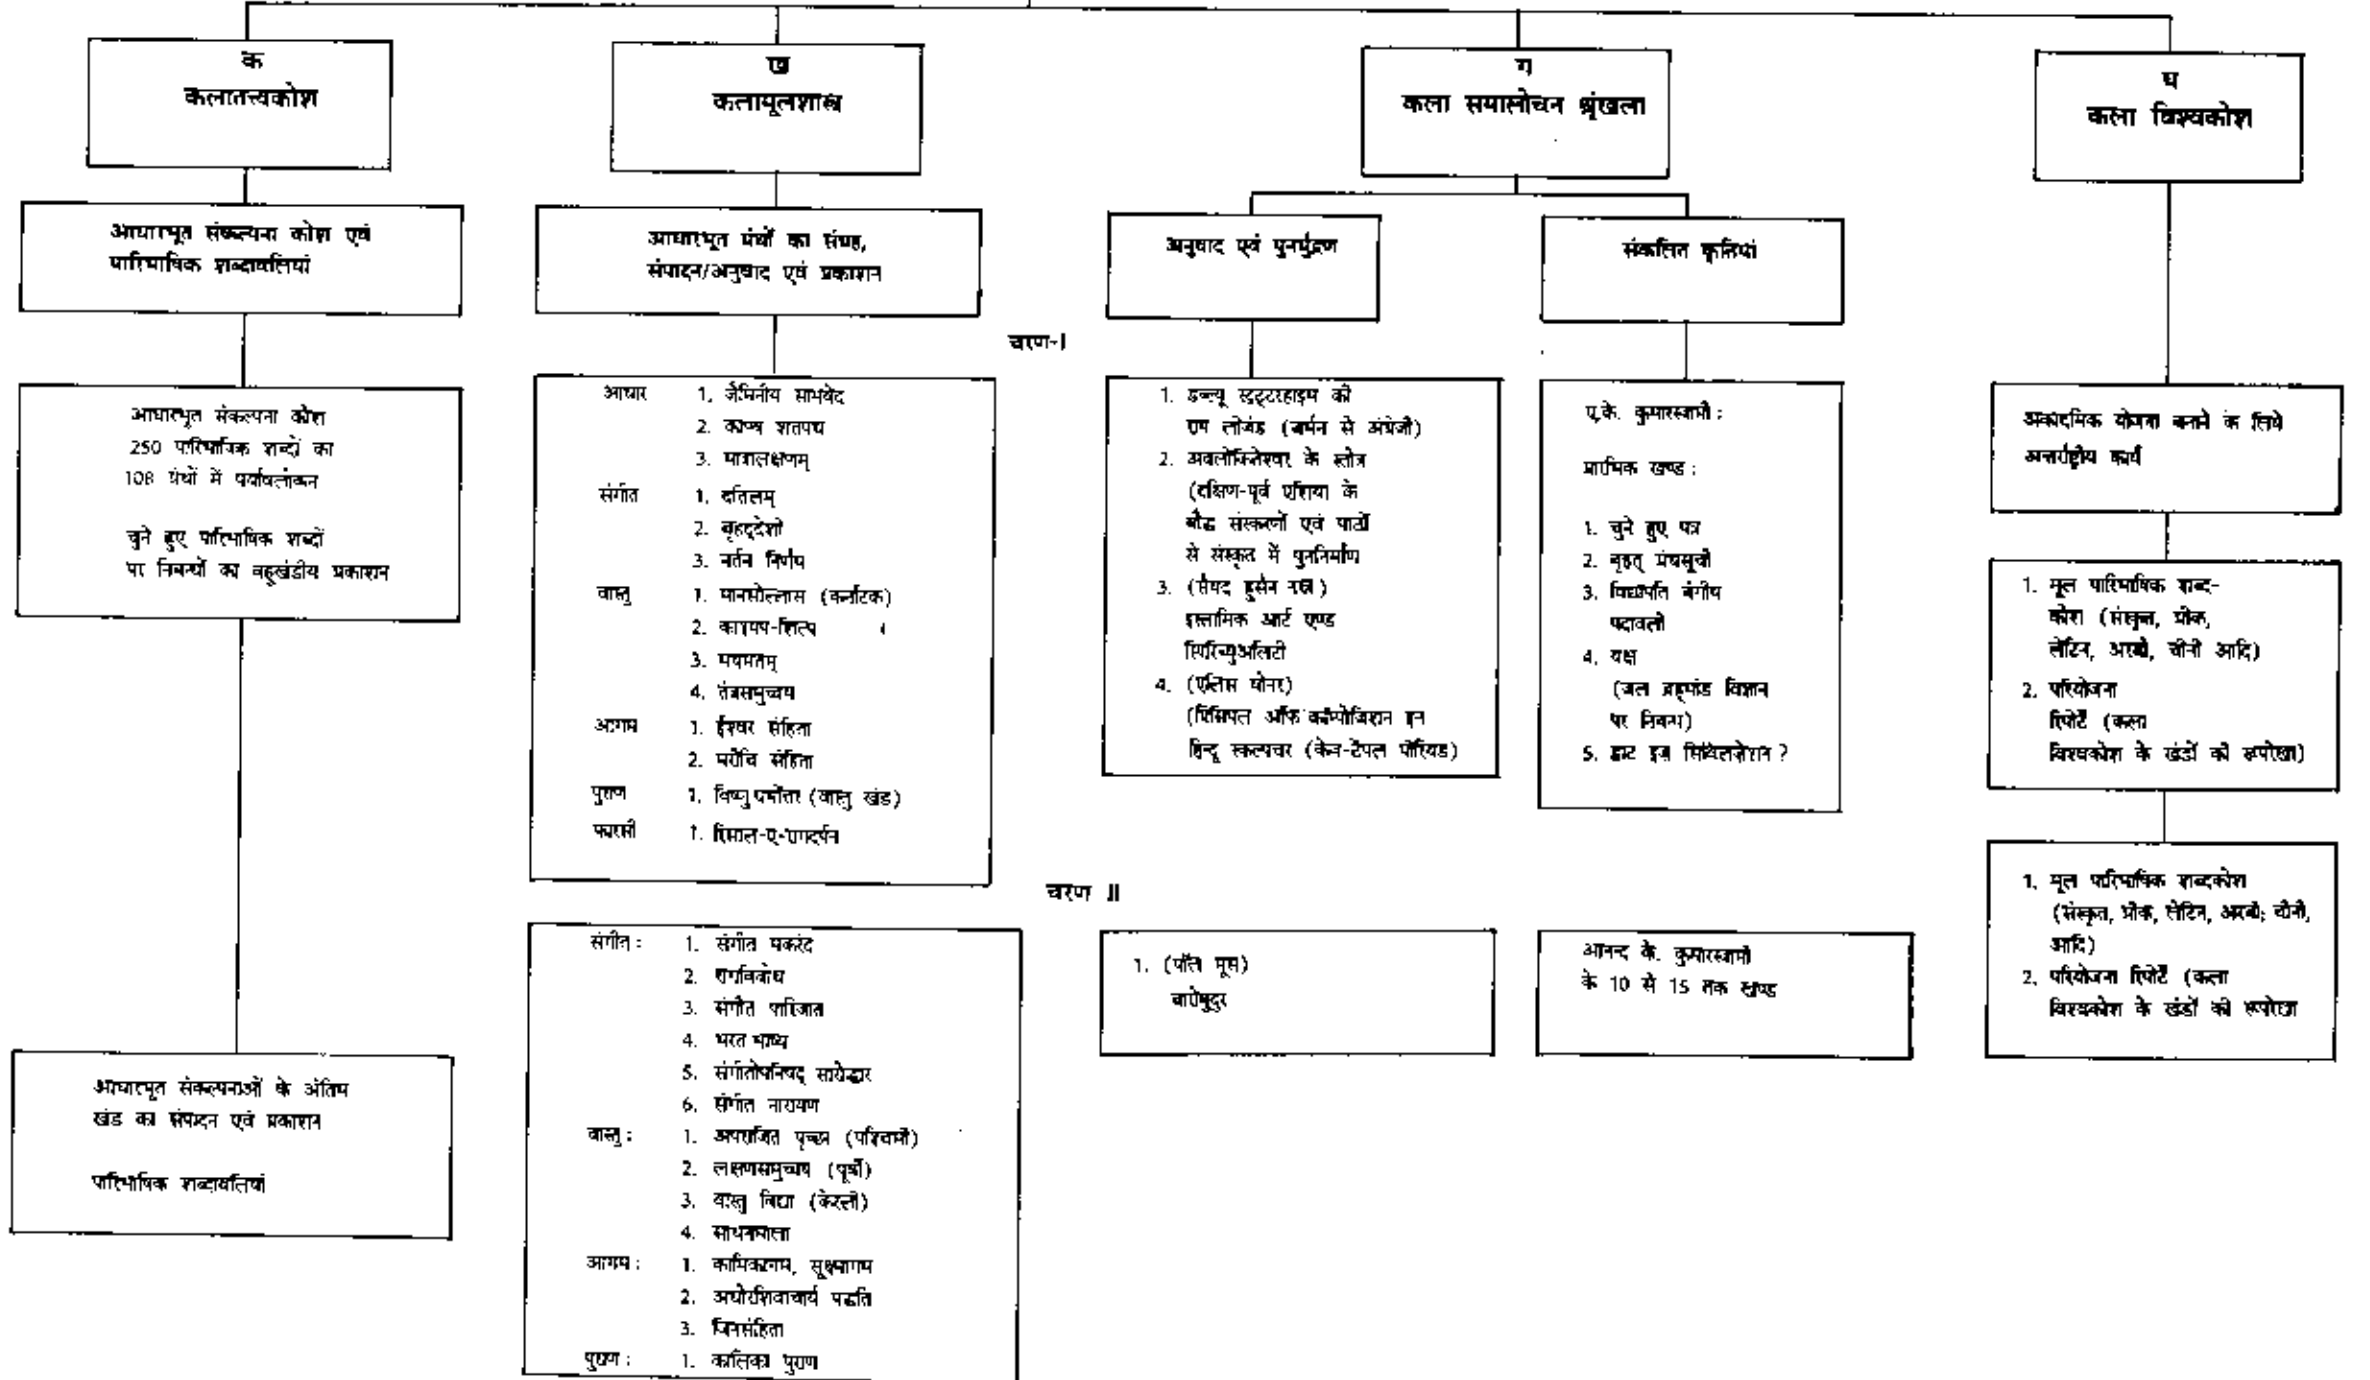 क
कलातत्त्वकोश
आधारभूत संकल्पना कोश एवं
पारिभाषिक शब्दावलियां
आधारभूत संकल्पना कोश
250 पारिभाषिक शब्दों का
108 ग्रंथों में पर्यावलोकन
चुने हुए पारिभाषिक शब्दों
पर निबन्धों का बहुखंडीय प्रकाशन
आधारभूत संकल्पनाओं के अंतिम
खंड का संपादन एवं प्रकाशन
पारिभाषिक शब्दावलियां
ख
कलामूलशास्त्र
आधारभूत ग्रंथों का संग्रह,
संपादन/अनुवाद एवं प्रकाशन
चरण-I
आधार 1. जैमिनीय सामवेद
2. काण्व शतपथ
3. मात्रालक्षणम्
संगीत 1. दत्तिलम्
2. बृहद्देशी
3. नर्तन निर्णय
वास्तु 1. मानसोल्लास (कर्नाटक)
2. काश्यप-शिल्प
3. मयमतम्
4. तंत्रसमुच्चय
आगम 1. ईश्वर संहिता
2. मरीचि संहिता
पुराण 1. विष्णुधर्मोत्तर (वास्तु खंड)
फारसी 1. रिसाल-ए-रागदर्पन
चरण II
संगीत : 1. संगीत मकरंद
2. रागविबोध
3. संगीत पारिजात
4. भरत भाष्य
5. संगीतोपनिषद् सारोद्धार
6. संगीत नारायण
वास्तु : 1. अपराजित पृच्छा (पश्चिमी)
2. लक्षणसमुच्चय (पूर्वी)
3. वास्तु विद्या (केरली)
4. साधनमाला
आगम : 1. कामिकागम, सूक्ष्मागम
2. अघोरशिवाचार्य पद्धति
3. जिनसंहिता
पुराण : 1. कालिका पुराण
ग
कला समालोचन श्रृंखला
अनुवाद एवं पुनर्मुद्रण
1. डब्ल्यू स्टुटरहाइम की
राम लीजेंड (जर्मन से अंग्रेजी)
2. अवलोकितेश्वर के स्तोत्र
(दक्षिण-पूर्व एशिया के
बौद्ध संस्करणों एवं पाठों
से संस्कृत में पुनर्निर्माण
3. (सैयद हुसैन नस्र)
इस्लामिक आर्ट एण्ड
स्पिरिचुअलिटी
4. (एलिस बोनर)
(प्रिंसिपल ऑफ कॉम्पोजिशन इन
हिन्दू स्कल्पचर (केव-टेंपल पीरियड)
1. (पॉल मूस)
बारोबुदुर
संकलित कृतियां
ए.के. कुमारस्वामी :
प्रारम्भिक खण्ड :
1. चुने हुए पत्र
2. बृहत् ग्रंथसूची
3. विद्यापति बंगीय
पदावली
4. यक्ष
(जल ब्रह्मांड विज्ञान
पर निबन्ध)
5. ह्वाट इज सिविलिज़ेशन ?
आनन्द के. कुमारस्वामी
के 10 से 15 तक खण्ड
घ
कला विश्वकोश
अकादमिक योजना बनाने के लिये
अन्तर्राष्ट्रीय कार्य
1. मूल पारिभाषिक शब्द-
कोश (संस्कृत, ग्रीक,
लेटिन, अरबी, चीनी आदि)
2. परियोजना
रिपोर्टें (कला
विश्वकोश के खंडों की रूपरेखा)
1. मूल पारिभाषिक शब्दकोश
(संस्कृत, ग्रीक, लेटिन, अरबी; चीनी,
आदि)
2. परियोजना रिपोर्टें (कला
विश्वकोश के खंडों की रूपरेखा